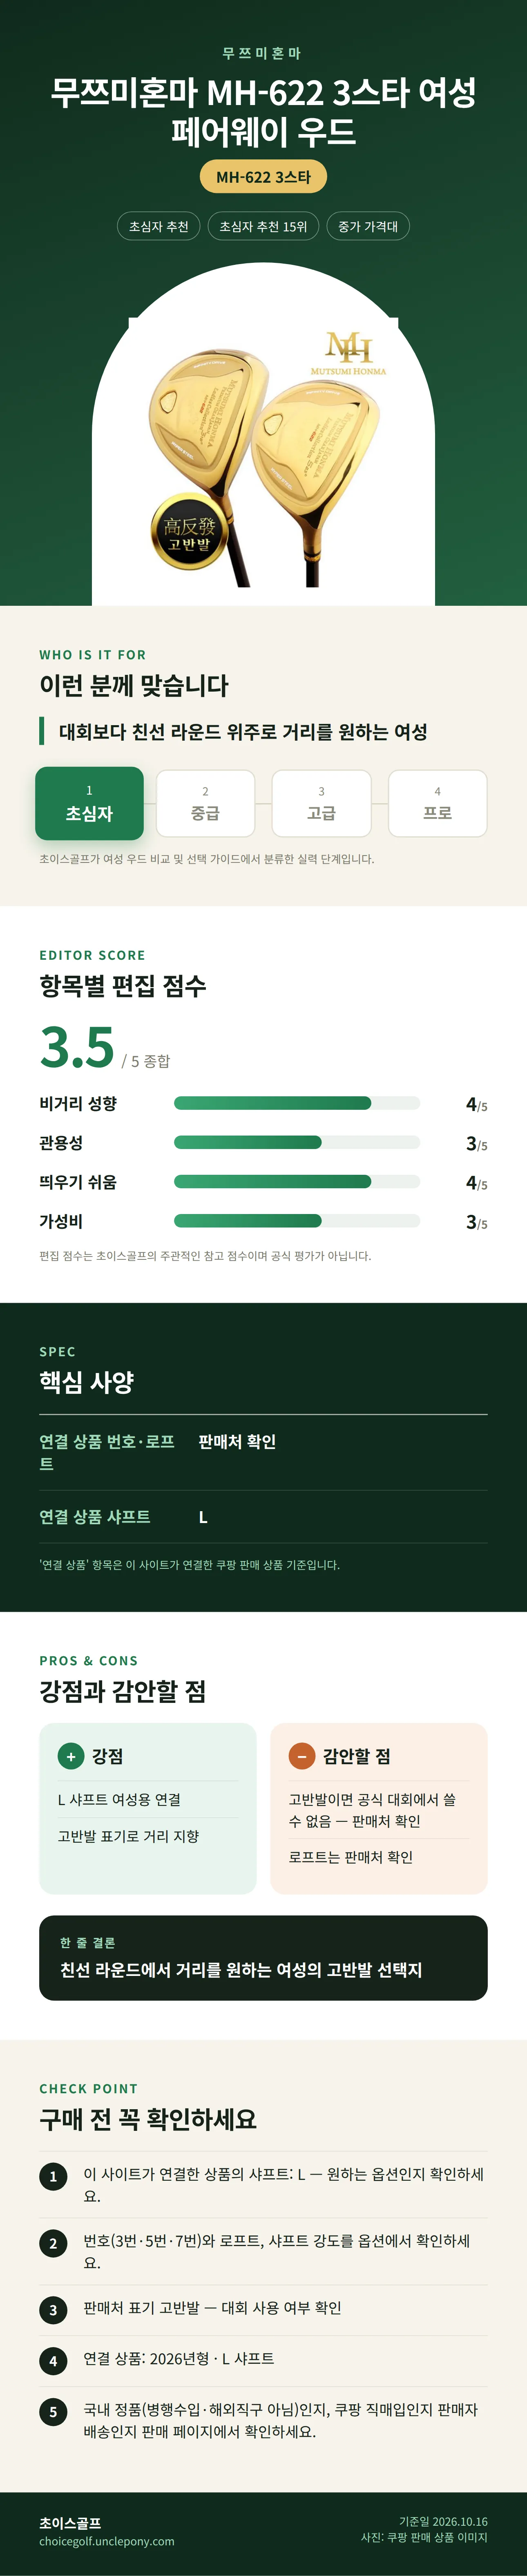 무쯔미혼마
무쯔미혼마 MH-622 3스타 여성
페어웨이 우드
MH-622 3스타
초심자 추천
초심자 추천 15위
중가 가격대
MH
MUTSUMI HONMA
高反發
고반발
WHO IS IT FOR
이런 분께 맞습니다
대회보다 친선 라운드 위주로 거리를 원하는 여성
1
초심자
2
중급
3
고급
4
프로
초이스골프가 여성 우드 비교 및 선택 가이드에서 분류한 실력 단계입니다.
EDITOR SCORE
항목별 편집 점수
3.5 / 5 종합
비거리 성향 4/5
관용성 3/5
띄우기 쉬움 4/5
가성비 3/5
편집 점수는 초이스골프의 주관적인 참고 점수이며 공식 평가가 아닙니다.
SPEC
핵심 사양
연결 상품 번호·로프트 판매처 확인
연결 상품 샤프트 L
'연결 상품' 항목은 이 사이트가 연결한 쿠팡 판매 상품 기준입니다.
PROS & CONS
강점과 감안할 점
+ 강점
L 샤프트 여성용 연결
고반발 표기로 거리 지향
− 감안할 점
고반발이면 공식 대회에서 쓸
수 없음 — 판매처 확인
로프트는 판매처 확인
한 줄 결론
친선 라운드에서 거리를 원하는 여성의 고반발 선택지
CHECK POINT
구매 전 꼭 확인하세요
1 이 사이트가 연결한 상품의 샤프트: L — 원하는 옵션인지 확인하세
요.
2 번호(3번·5번·7번)와 로프트, 샤프트 강도를 옵션에서 확인하세
요.
3 판매처 표기 고반발 — 대회 사용 여부 확인
4 연결 상품: 2026년형 · L 샤프트
5 국내 정품(병행수입·해외직구 아님)인지, 쿠팡 직매입인지 판매자
배송인지 판매 페이지에서 확인하세요.
초이스골프
choicegolf.unclepony.com
기준일 2026.10.16
사진: 쿠팡 판매 상품 이미지